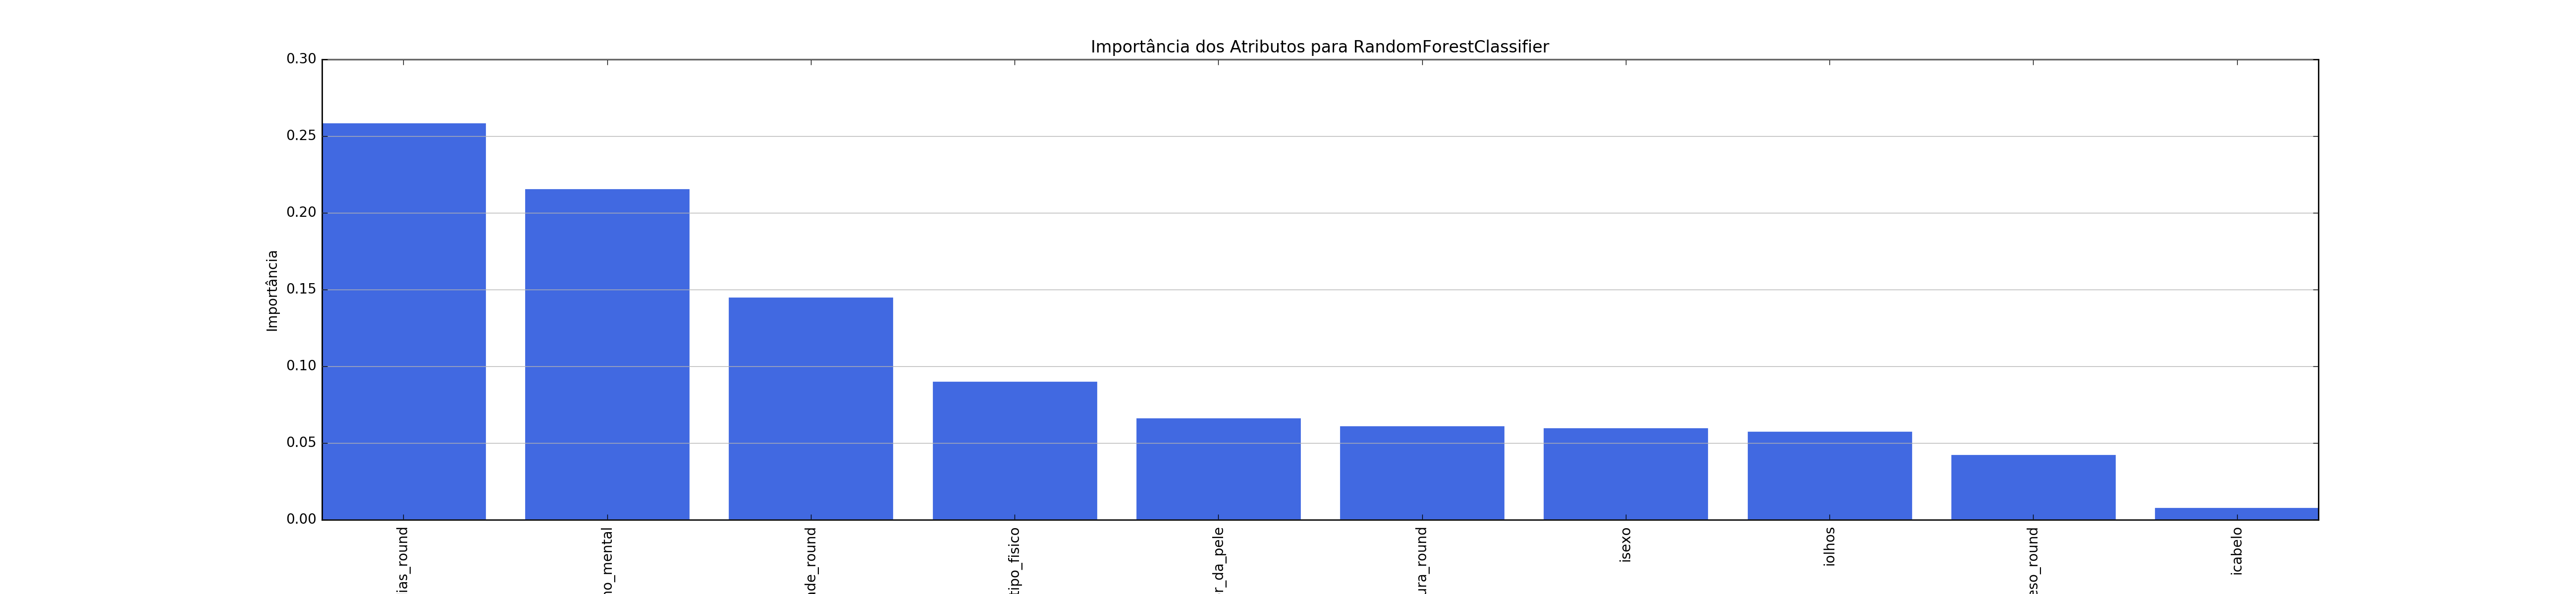 Importância dos Atributos para RandomForestClassifier
0.30
0.25
0.20
0.15
0.10
0.05
0.00
Importância
ias_round
no_mental
de_round
tipo_fisico
r_da_pele
ura_round
isexo
iolhos
eso_round
icabelo